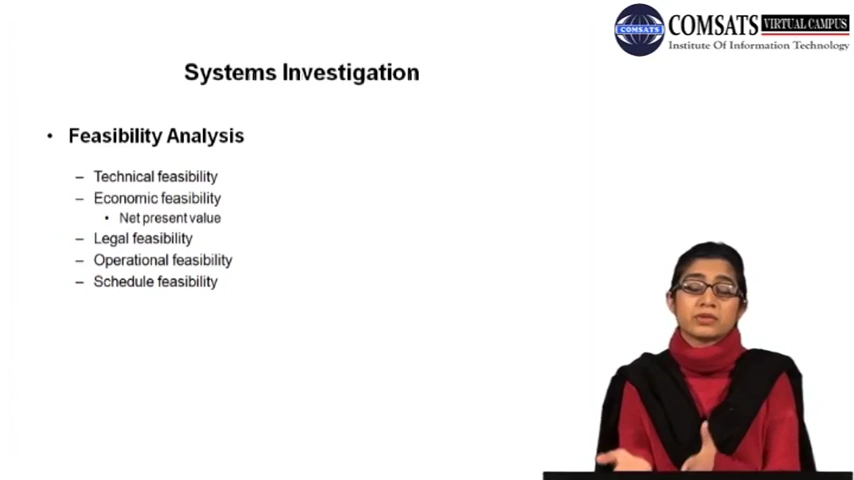 COMSATS VIRTUAL CAMPUS
Institute Of Information Technology
COMSATS
Systems Investigation
• Feasibility Analysis
– Technical feasibility
– Economic feasibility
• Net present value
– Legal feasibility
– Operational feasibility
– Schedule feasibility